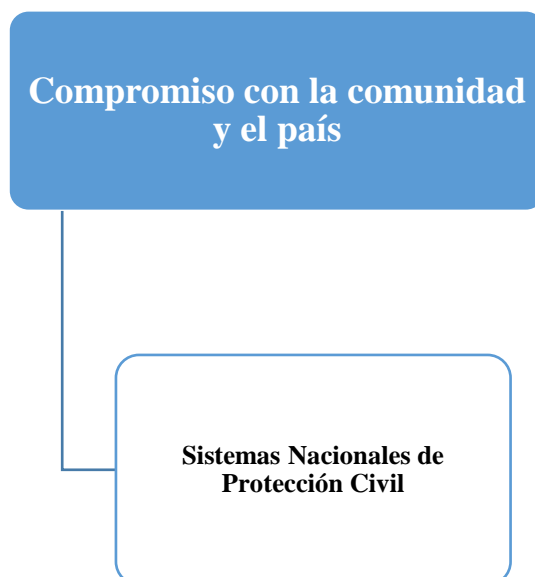 Compromiso con la comunidad
y el país
Sistemas Nacionales de
Protección Civil